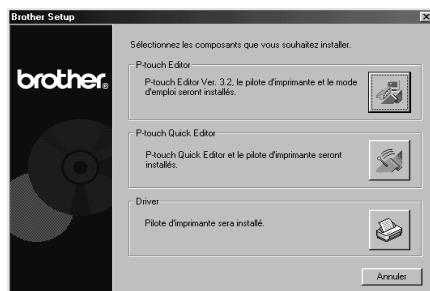 Brother Setup
Sélectionnez les composants que vous souhaitez installer.
brother®
P-touch Editor
P-touch Editor Ver. 3.2, le pilote d'imprimante et le mode
d'emploi seront installés.
P-touch Quick Editor
P-touch Quick Editor et le pilote d'imprimante seront
installés.
Driver
Pilote d'imprimante sera installé.
Annuler